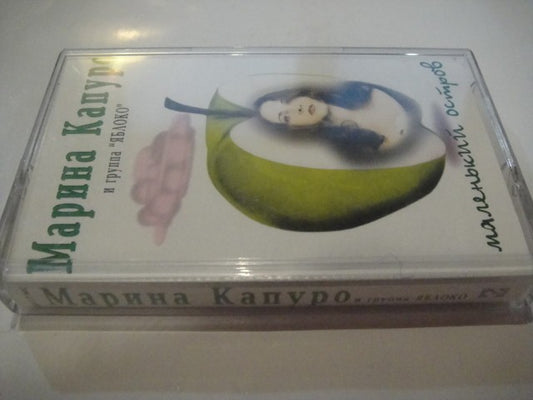 Марина Капуро
и группа "ЯБЛОКО"
маленький остров
Марина Капуро и группа ЯБЛОКО